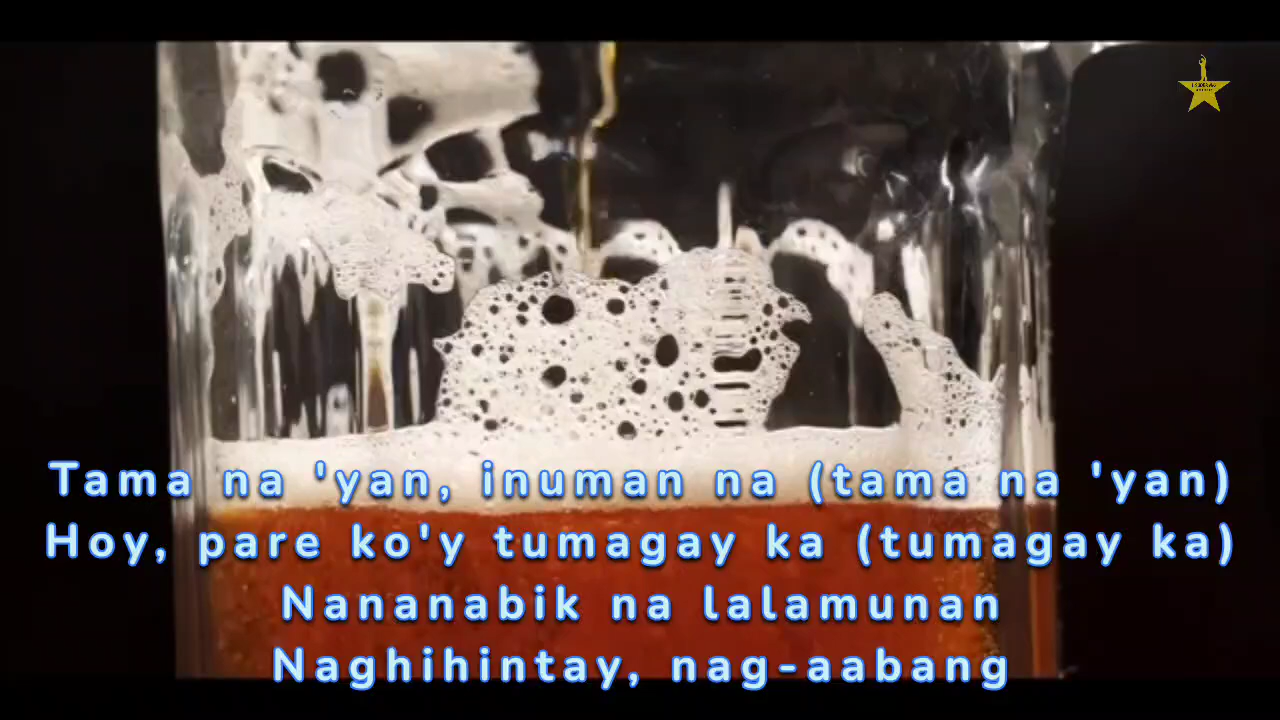 Tama na 'yan, inuman na (tama na 'yan)
Hoy, pare ko'y tumagay ka (tumagay ka)
Nananabik na lalamunan
Naghihintay, nag-aabang